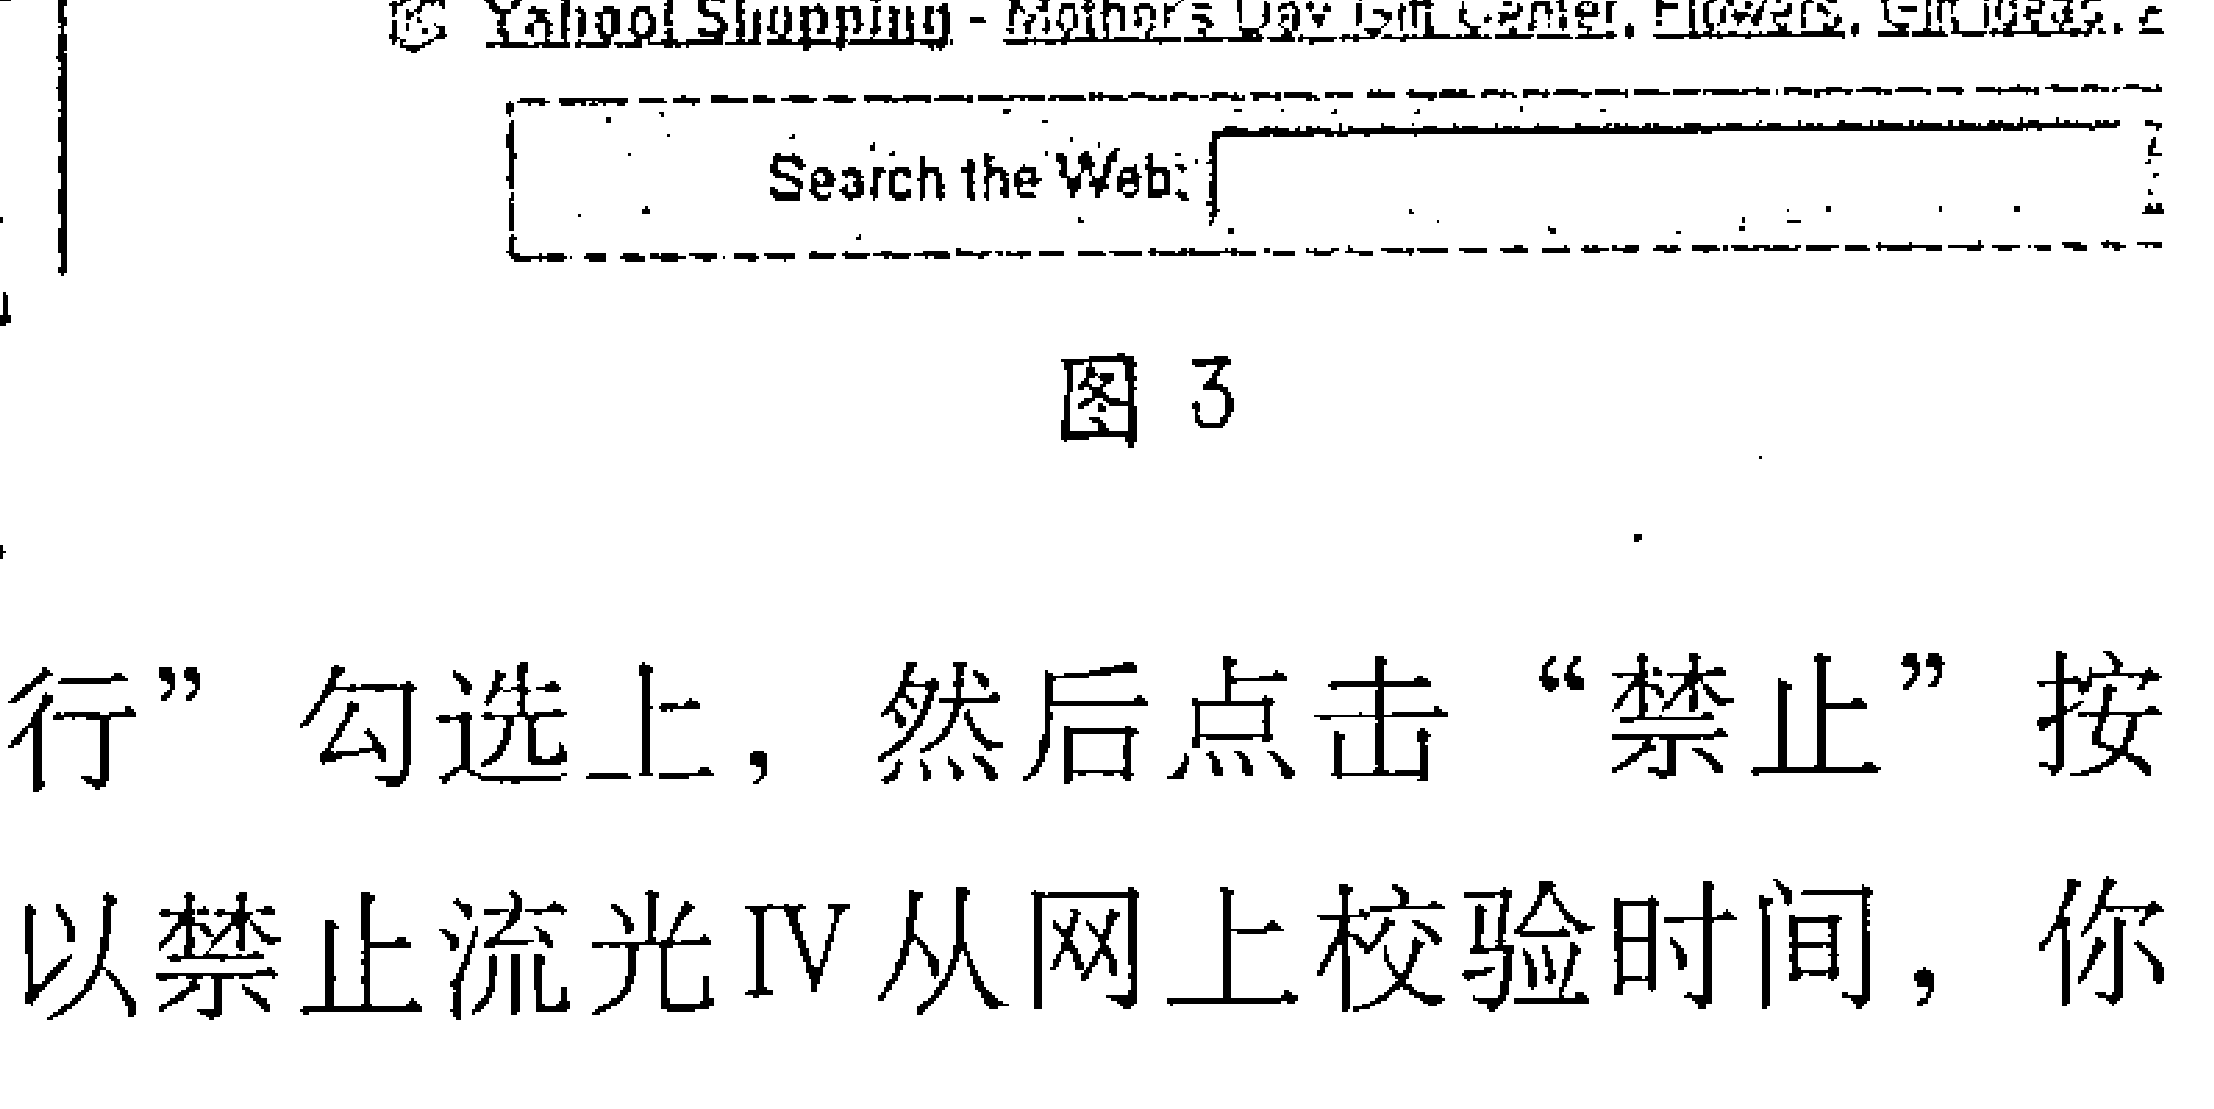 Yahoo! Shopping - Mother's Day Gift Center, Flowers, Gift Ideas,
Search the Web:
图 3
行”勾选上，然后点击“禁止”按
以禁止流光IV从网上校验时间，你